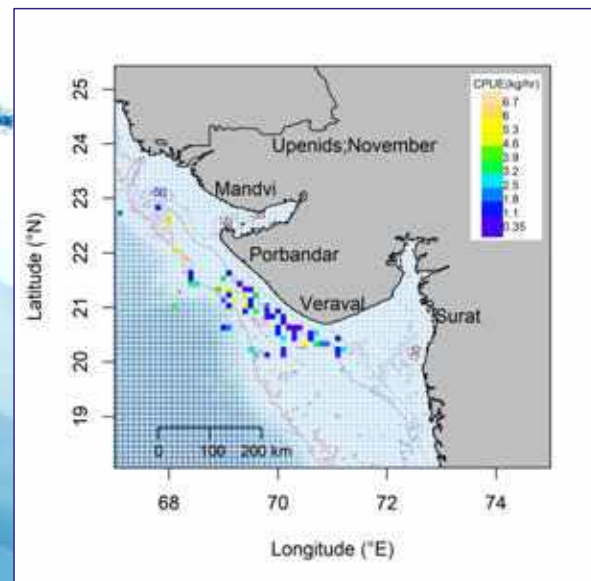 CPUE(kg/hr)
6.7
6
5.3
4.6
3.9
3.2
2.5
1.8
1.1
0.35
Upenids;November
Mandvi
Porbandar
Veraval
Surat
-50
-50
0 100 200 km
25
24
23
22
21
20
19
Latitude (°N)
68 70 72 74
Longitude (°E)